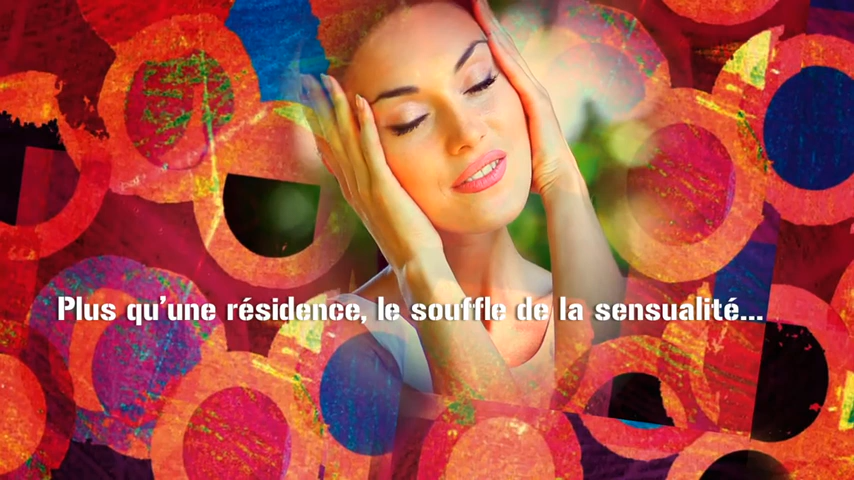 Plus qu’une résidence, le souffle de la sensualité...